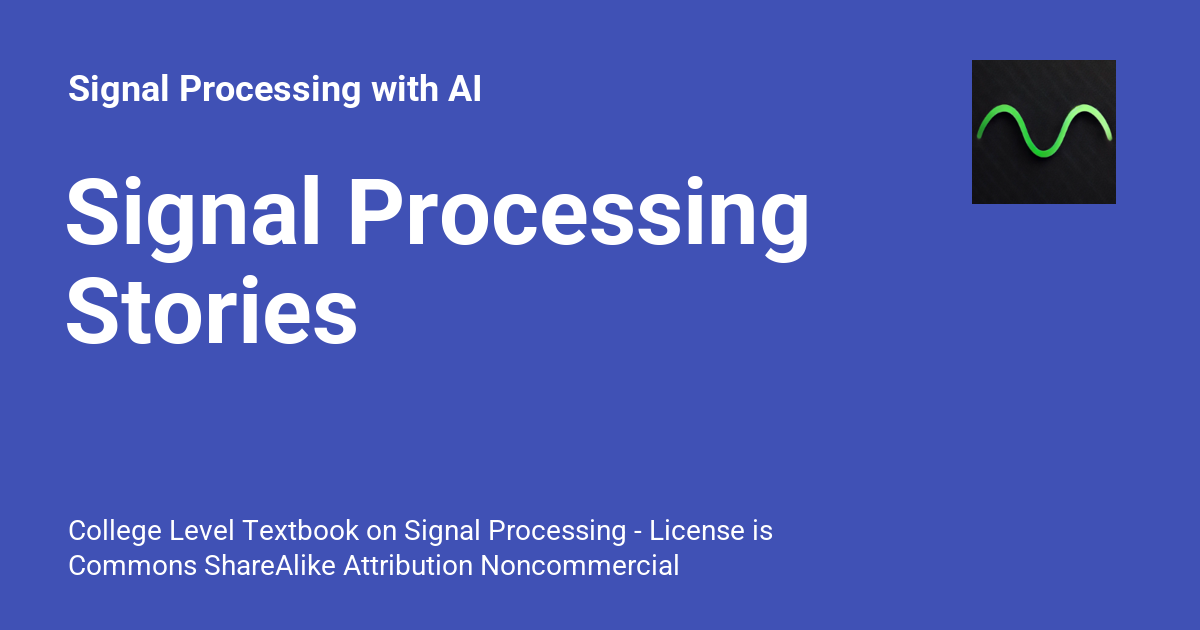 Signal Processing with AI
Signal Processing
Stories
College Level Textbook on Signal Processing - License is
Commons ShareAlike Attribution Noncommercial